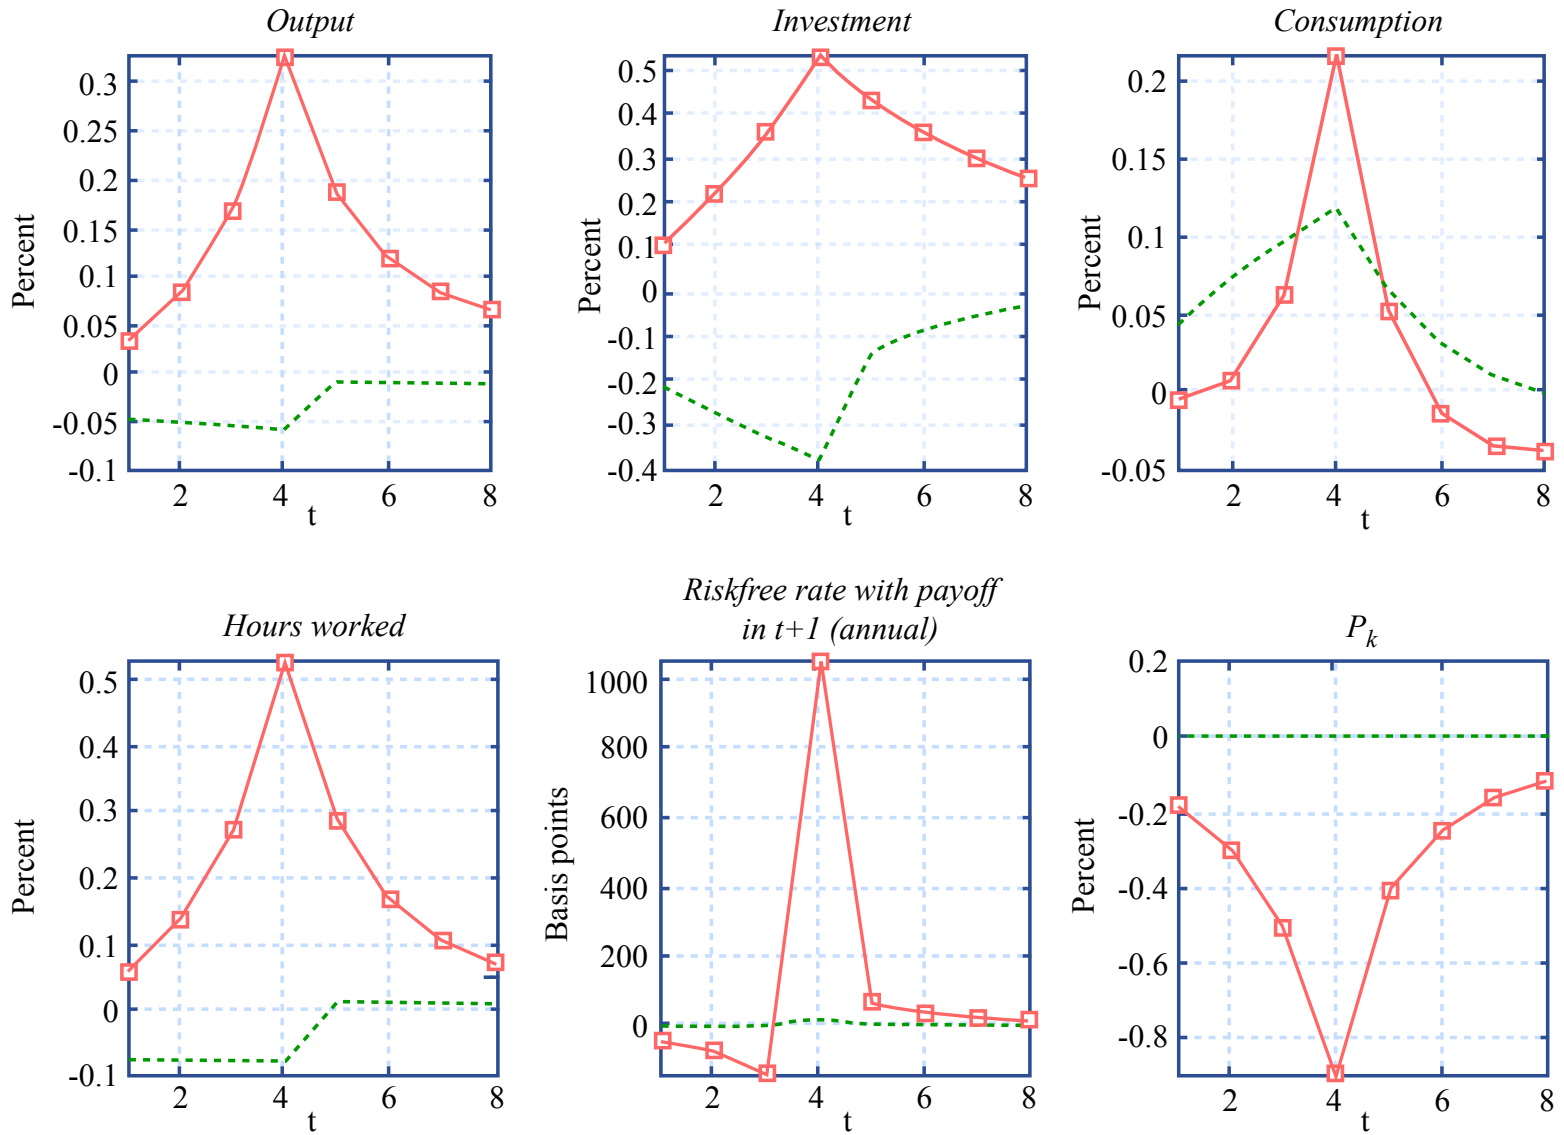 Output
Percent
0.3
0.25
0.2
0.15
0.1
0.05
0
-0.05
-0.1
2 4 6 8
t
Investment
Percent
0.5
0.4
0.3
0.2
0.1
0
-0.1
-0.2
-0.3
-0.4
2 4 6 8
t
Consumption
Percent
0.2
0.15
0.1
0.05
0
-0.05
2 4 6 8
t
Hours worked
Percent
0.5
0.4
0.3
0.2
0.1
0
-0.1
2 4 6 8
t
Riskfree rate with payoff
in t+1 (annual)
Basis points
1000
800
600
400
200
0
2 4 6 8
t
P_k
Percent
0.2
0
-0.2
-0.4
-0.6
-0.8
2 4 6 8
t